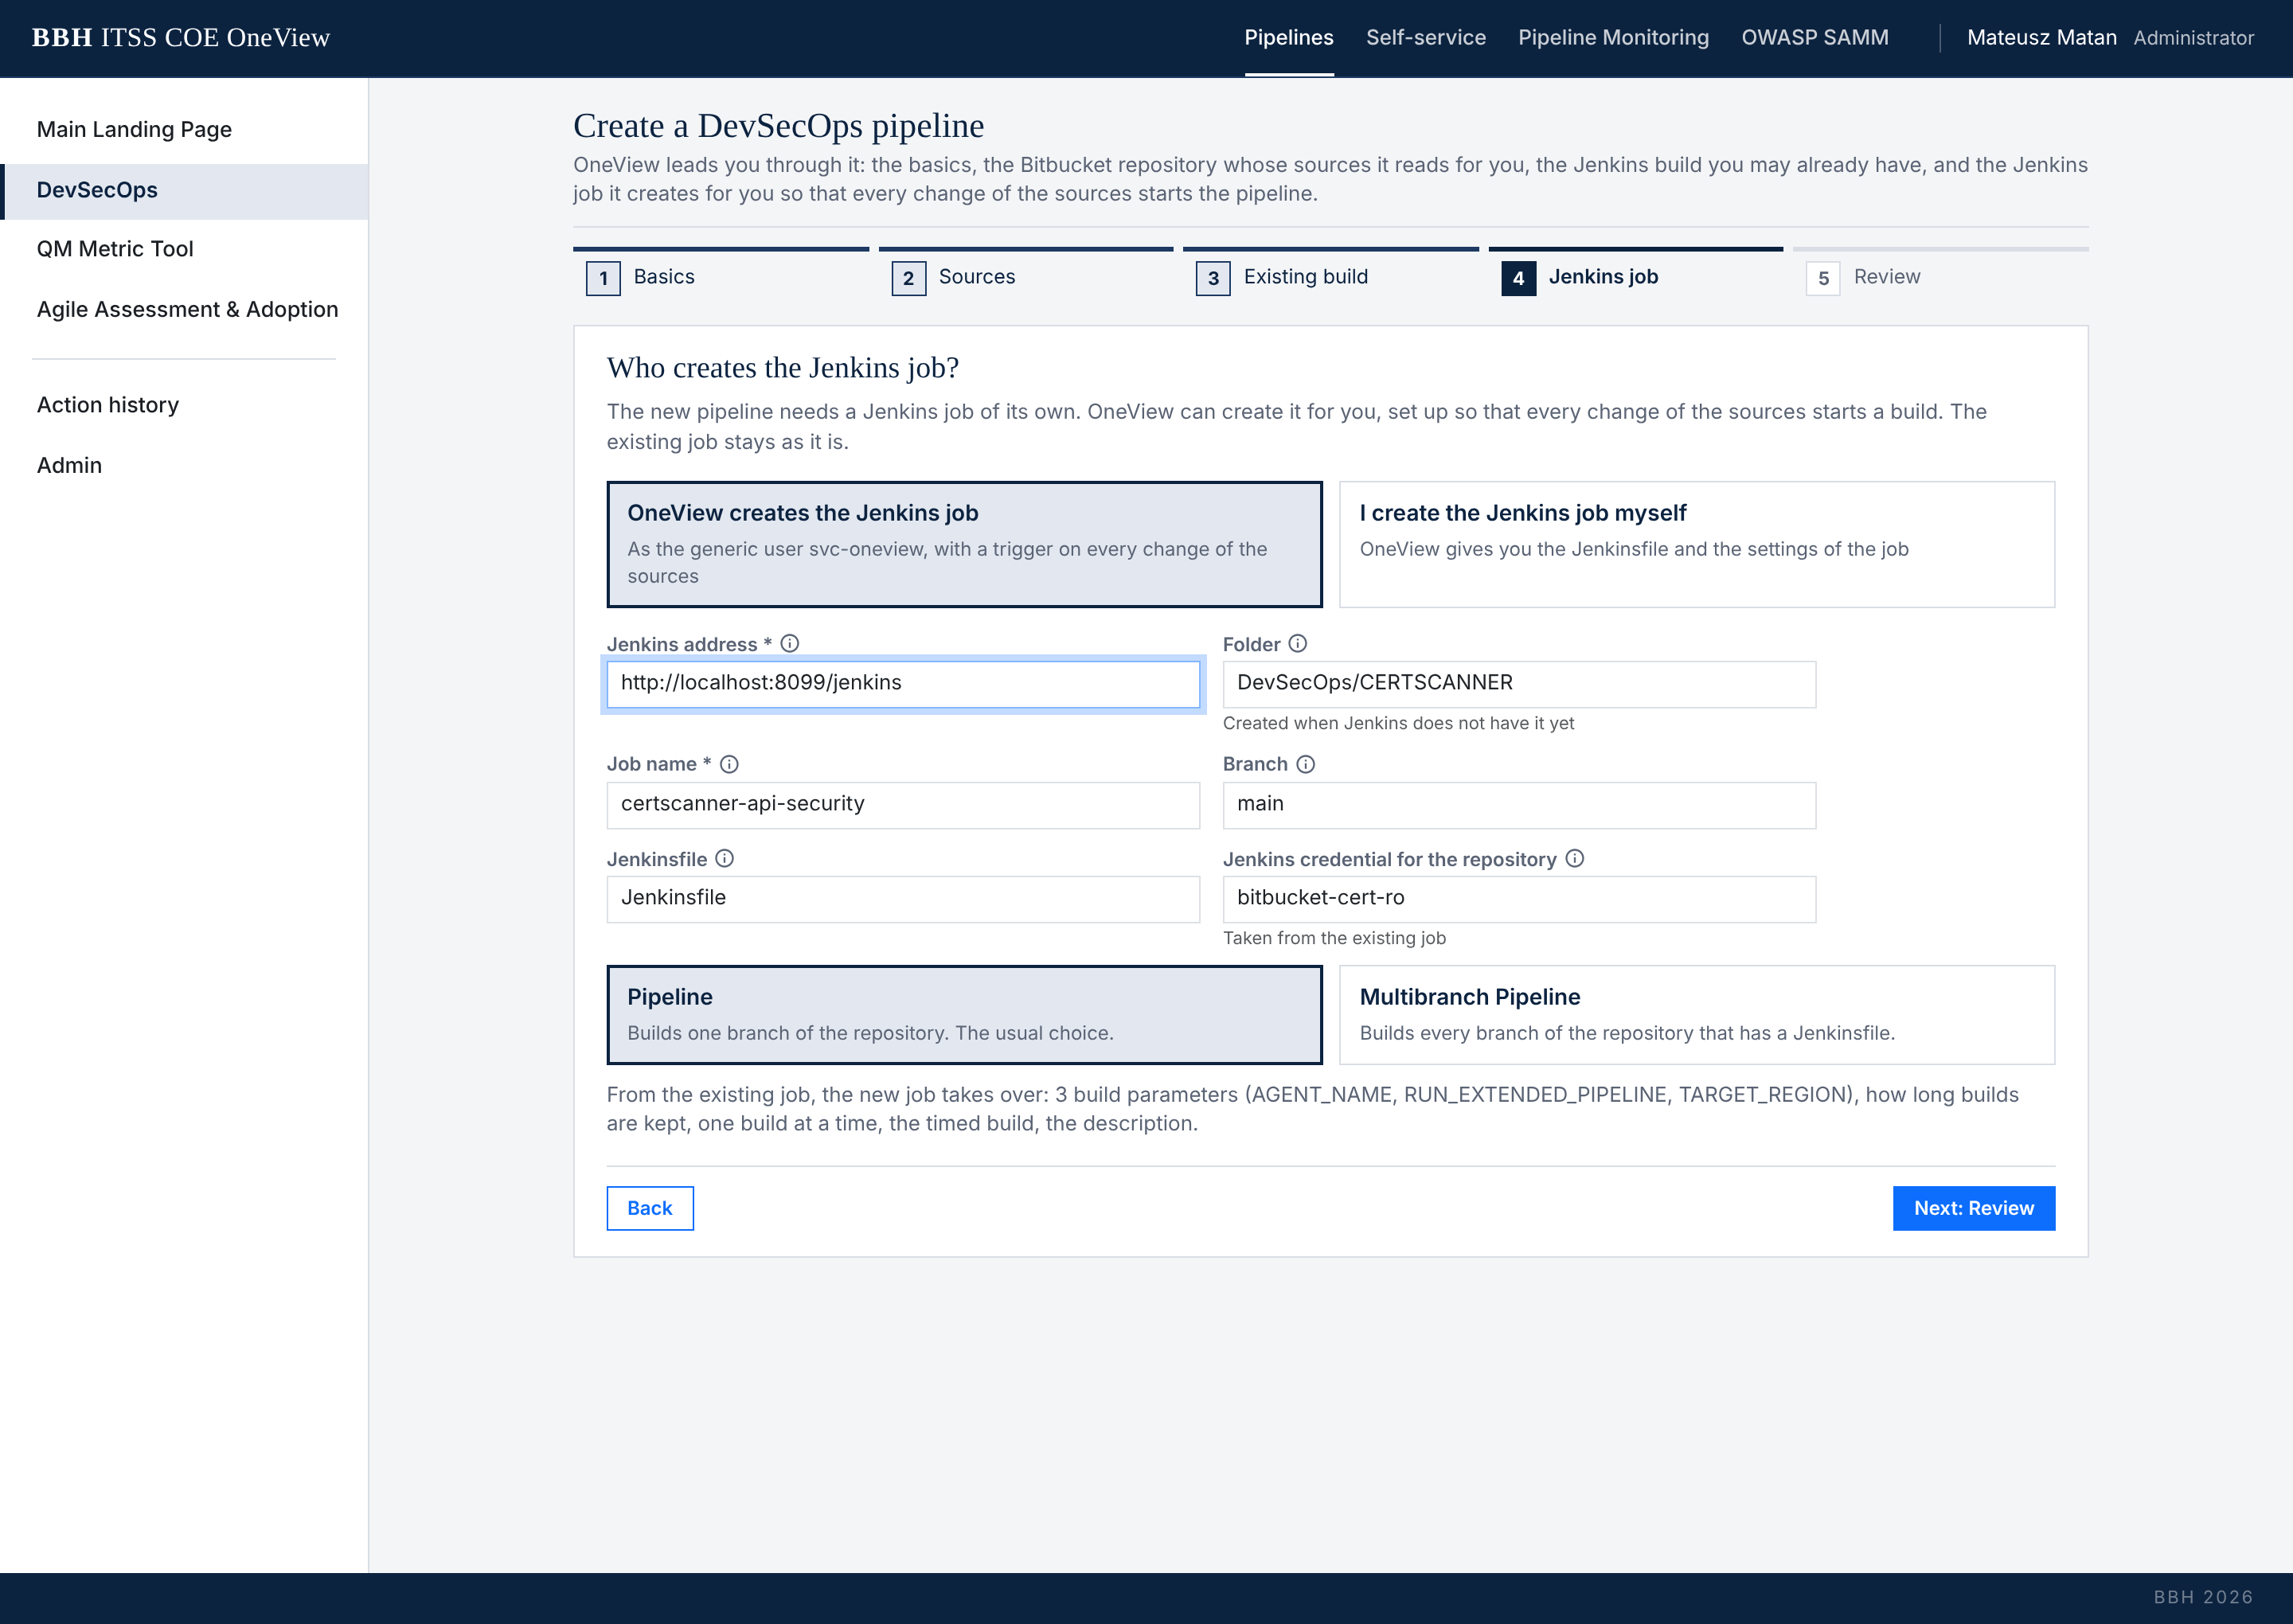 BBH ITSS COE OneView
Pipelines Self-service Pipeline Monitoring OWASP SAMM Mateusz Matan Administrator
Main Landing Page
DevSecOps
QM Metric Tool
Agile Assessment & Adoption
Action history
Admin
Create a DevSecOps pipeline
OneView leads you through it: the basics, the Bitbucket repository whose sources it reads for you, the Jenkins build you may already have, and the Jenkins
job it creates for you so that every change of the sources starts the pipeline.
1 Basics
2 Sources
3 Existing build
4 Jenkins job
5 Review
Who creates the Jenkins job?
The new pipeline needs a Jenkins job of its own. OneView can create it for you, set up so that every change of the sources starts a build. The
existing job stays as it is.
OneView creates the Jenkins job
As the generic user svc-oneview, with a trigger on every change of the
sources
I create the Jenkins job myself
OneView gives you the Jenkinsfile and the settings of the job
Jenkins address *
http://localhost:8099/jenkins
Folder
DevSecOps/CERTSCANNER
Created when Jenkins does not have it yet
Job name *
certscanner-api-security
Branch
main
Jenkinsfile
Jenkinsfile
Jenkins credential for the repository
bitbucket-cert-ro
Taken from the existing job
Pipeline
Builds one branch of the repository. The usual choice.
Multibranch Pipeline
Builds every branch of the repository that has a Jenkinsfile.
From the existing job, the new job takes over: 3 build parameters (AGENT_NAME, RUN_EXTENDED_PIPELINE, TARGET_REGION), how long builds
are kept, one build at a time, the timed build, the description.
Back
Next: Review
BBH 2026